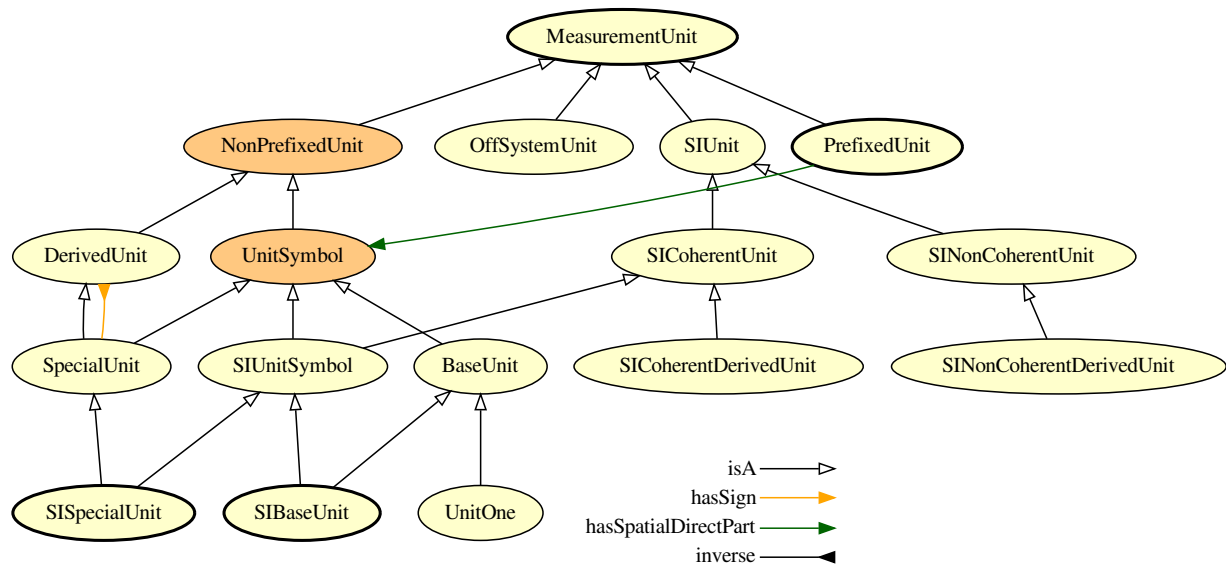 MeasurementUnit
NonPrefixedUnit
OffSystemUnit
SIUnit
PrefixedUnit
DerivedUnit
UnitSymbol
SICoherentUnit
SINonCoherentUnit
SpecialUnit
SIUnitSymbol
BaseUnit
SICoherentDerivedUnit
SINonCoherentDerivedUnit
SISpecialUnit
SIBaseUnit
UnitOne
isA
hasSign
hasSpatialDirectPart
inverse